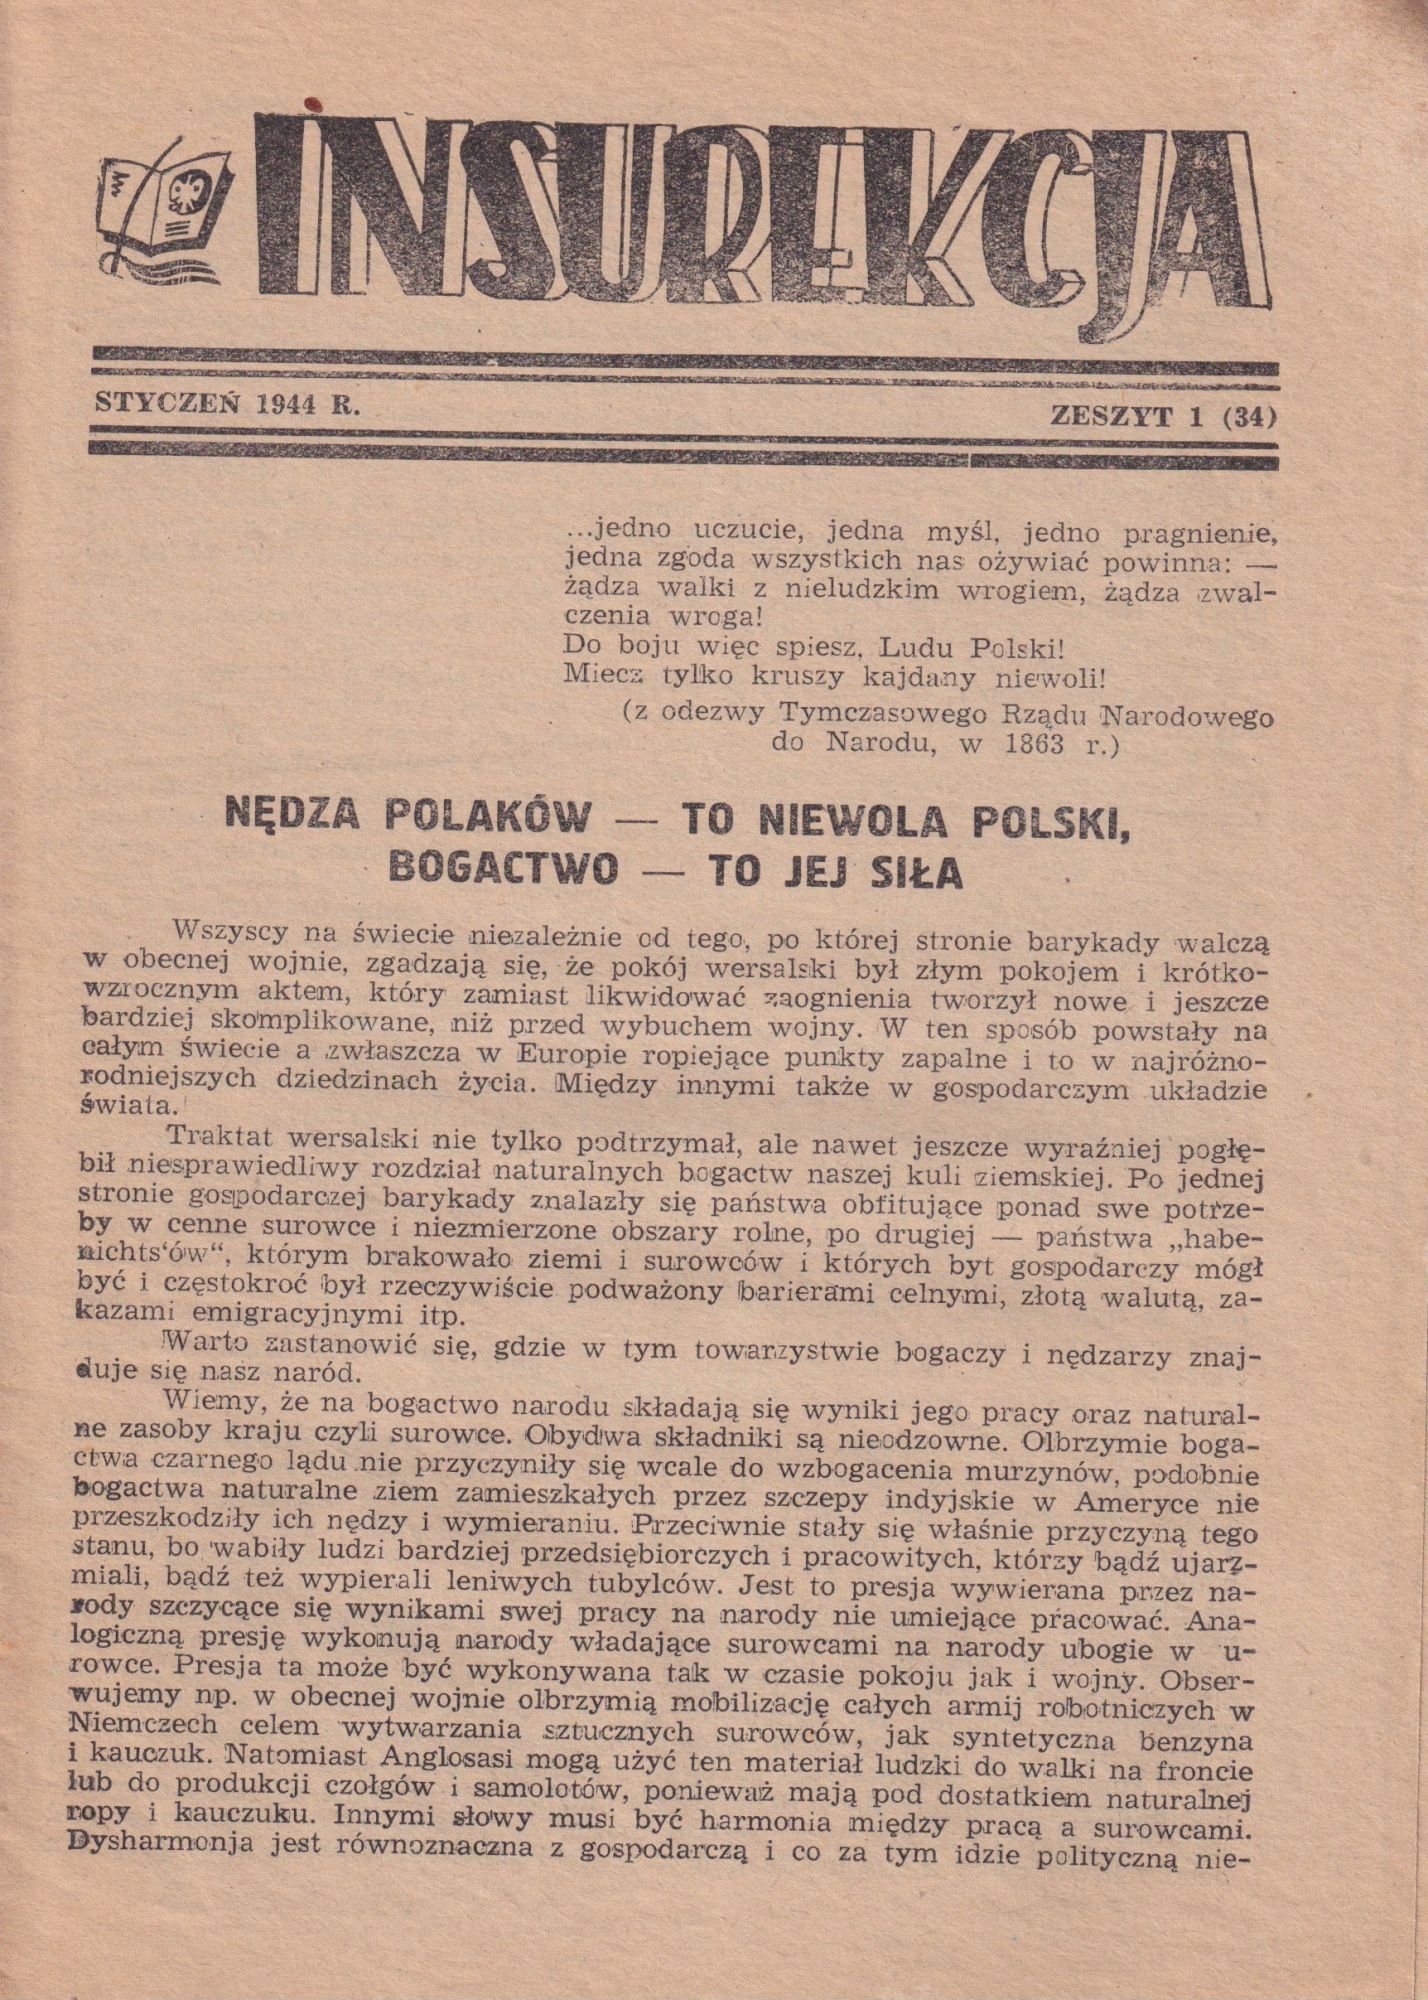 INSUREKCJA
STYCZEŃ 1944 R.
ZESZYT 1 (34)
...jedno uczucie, jedna myśl, jedno pragnienie,
jedna zgoda wszystkich nas ożywiać powinna: —
żądza walki z nieludzkim wrogiem, żądza zwal-
czenia wroga!
Do boju więc spiesz, Ludu Polski!
Miecz tylko kruszy kajdany niewoli!
(z odezwy Tymczasowego Rządu Narodowego
do Narodu, w 1863 r.)
NĘDZA POLAKÓW — TO NIEWOLA POLSKI,
BOGACTWO — TO JEJ SIŁA
Wszyscy na świecie niezależnie od tego, po której stronie barykady walczą
w obecnej wojnie, zgadzają się, że pokój wersalski był złym pokojem i krótko-
wzrocznym aktem, który zamiast likwidować zaognienia tworzył nowe i jeszcze
bardziej skomplikowane, niż przed wybuchem wojny. W ten sposób powstały na
całym świecie a zwłaszcza w Europie ropiejące punkty zapalne i to w najróżno-
rodniejszych dziedzinach życia. Między innymi także w gospodarczym układzie
świata.
Traktat wersalski nie tylko podtrzymał, ale nawet jeszcze wyraźniej pogłę-
bił niesprawiedliwy rozdział naturalnych bogactw naszej kuli ziemskiej. Po jednej
stronie gospodarczej barykady znalazły się państwa obfitujące ponad swe potrze-
by w cenne surowce i niezmierzone obszary rolne, po drugiej — państwa „habe-
nichts‘ów“, którym brakowało ziemi i surowców i których byt gospodarczy mógł
być i częstokroć był rzeczywiście podważony barierami celnymi, złotą walutą, za-
kazami emigracyjnymi itp.
Warto zastanowić się, gdzie w tym towarzystwie bogaczy i nędzarzy znaj-
duje się nasz naród.
Wiemy, że na bogactwo narodu składają się wyniki jego pracy oraz natural-
ne zasoby kraju czyli surowce. Obydwa składniki są nieodzowne. Olbrzymie boga-
ctwa czarnego lądu nie przyczyniły się wcale do wzbogacenia murzynów, podobnie
bogactwa naturalne ziem zamieszkałych przez szczepy indyjskie w Ameryce nie
przeszkodziły ich nędzy i wymieraniu. Przeciwnie stały się właśnie przyczyną tego
stanu, bo wabiły ludzi bardziej przedsiębiorczych i pracowitych, którzy bądź ujarz-
miali, bądź też wypierali leniwych tubylców. Jest to presja wywierana przez na-
rody szczycące się wynikami swej pracy na narody nie umiejące pracować. Ana-
logiczną presję wykonują narody władające surowcami na narody ubogie w u-
rowce. Presja ta może być wykonywana tak w czasie pokoju jak i wojny. Obser-
wujemy np. w obecnej wojnie olbrzymią mobilizację całych armij robotniczych w
Niemczech celem wytwarzania sztucznych surowców, jak syntetyczna benzyna
i kauczuk. Natomiast Anglosasi mogą użyć ten materiał ludzki do walki na froncie
lub do produkcji czołgów i samolotów, ponieważ mają pod dostatkiem naturalnej
ropy i kauczuku. Innymi słowy musi być harmonia między pracą a surowcami.
Dysharmonja jest równoznaczna z gospodarczą i co za tym idzie polityczną nie-